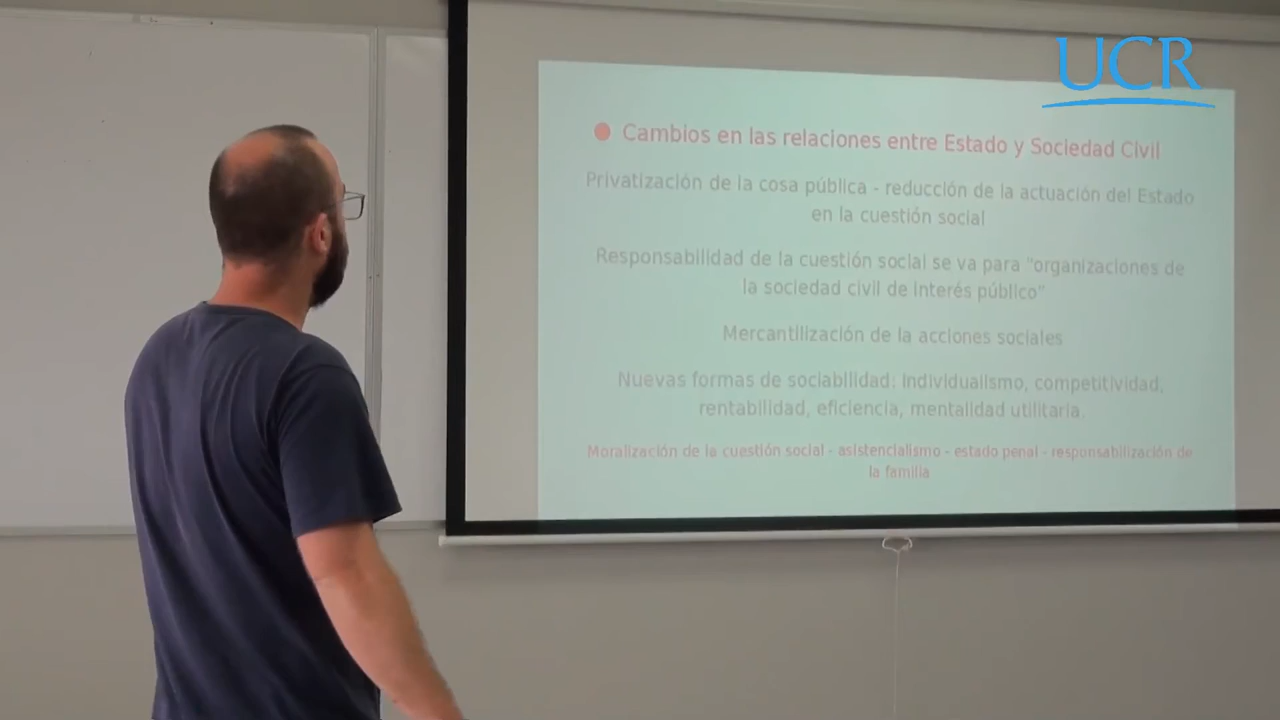 UCR
Cambios en las relaciones entre Estado y Sociedad Civil
Privatización de la cosa pública - reducción de la actuación del Estado
en la cuestión social
Responsabilidad de la cuestión social se va para "organizaciones de
la sociedad civil de interés público"
Mercantilización de la acciones sociales
Nuevas formas de sociabilidad: individualismo, competitividad,
rentabilidad, eficiencia, mentalidad utilitaria.
Moralización de la cuestión social - asistencialismo - estado penal - responsabilización de
la familia